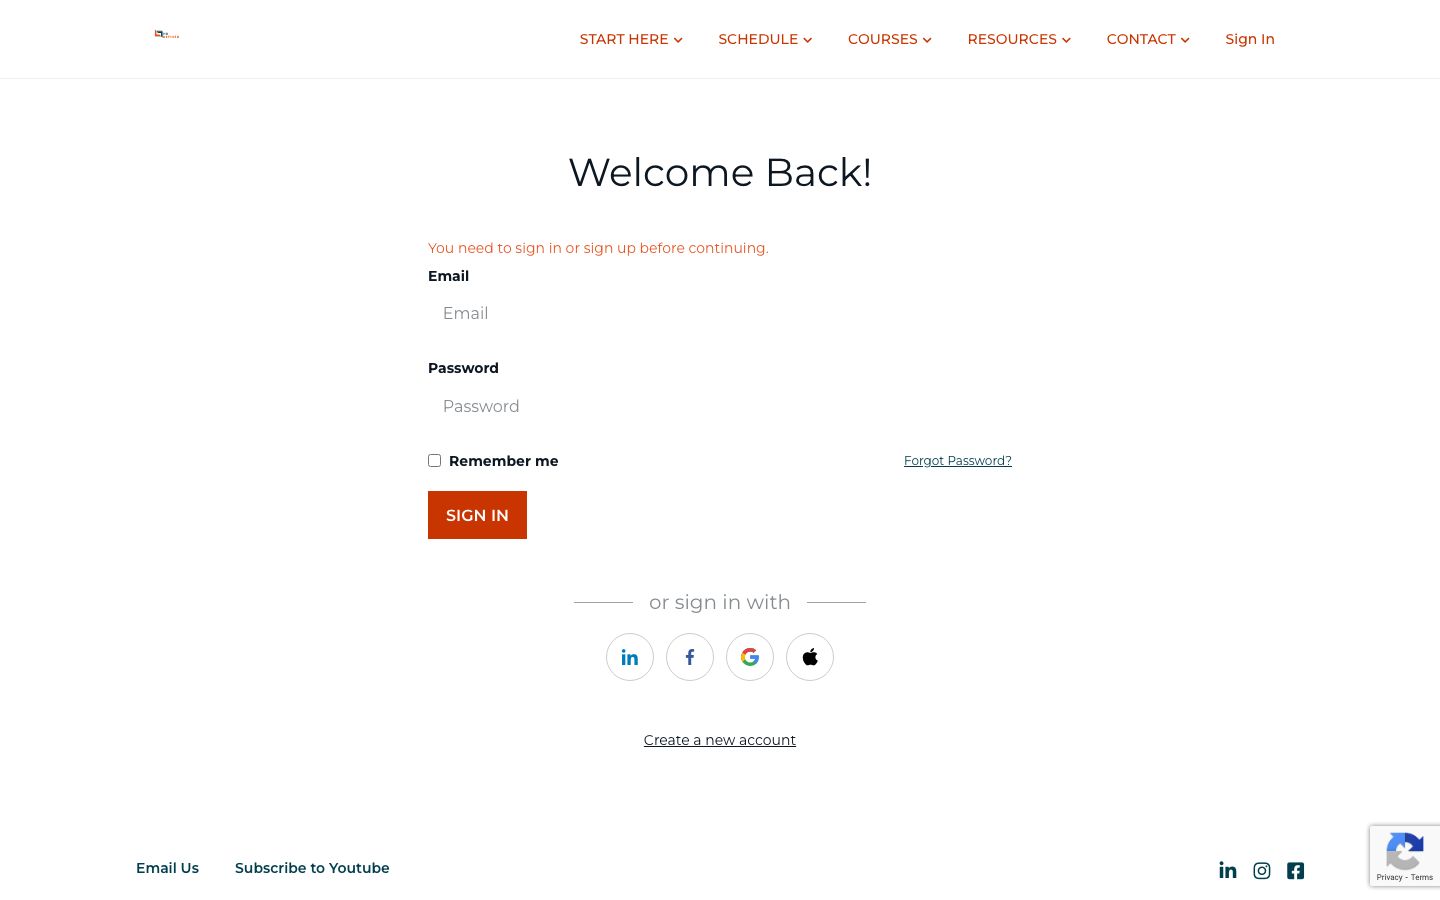 START HERE
SCHEDULE
COURSES
RESOURCES
CONTACT
Sign In
Welcome Back!
You need to sign in or sign up before continuing.
Email
Email
Password
Password
Remember me
Forgot Password?
SIGN IN
or sign in with
Create a new account
Email Us
Subscribe to Youtube
Privacy - Terms